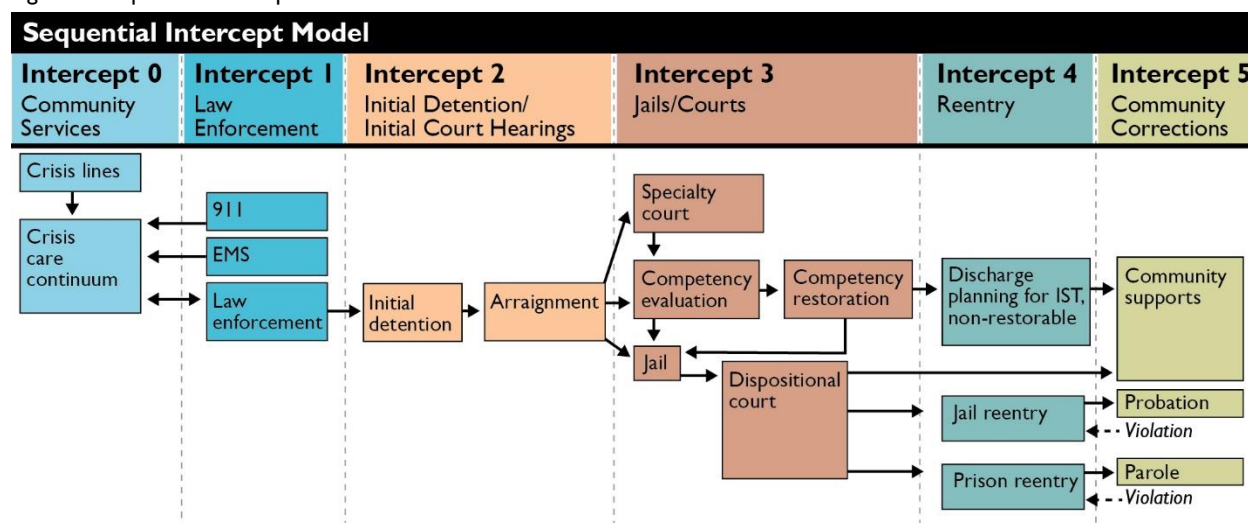 Sequential Intercept Model
Intercept 0
Community
Services
Intercept 1
Law
Enforcement
Intercept 2
Initial Detention/
Initial Court Hearings
Intercept 3
Jails/Courts
Intercept 4
Reentry
Intercept 5
Community
Corrections
Crisis lines
Crisis
care
continuum
911
EMS
Law
enforcement
Initial
detention
Arraignment
Specialty
court
Competency
evaluation
Competency
restoration
Jail
Dispositional
court
Discharge
planning for IST,
non-restorable
Jail reentry
Prison reentry
Community
supports
Probation
Violation
Parole
Violation